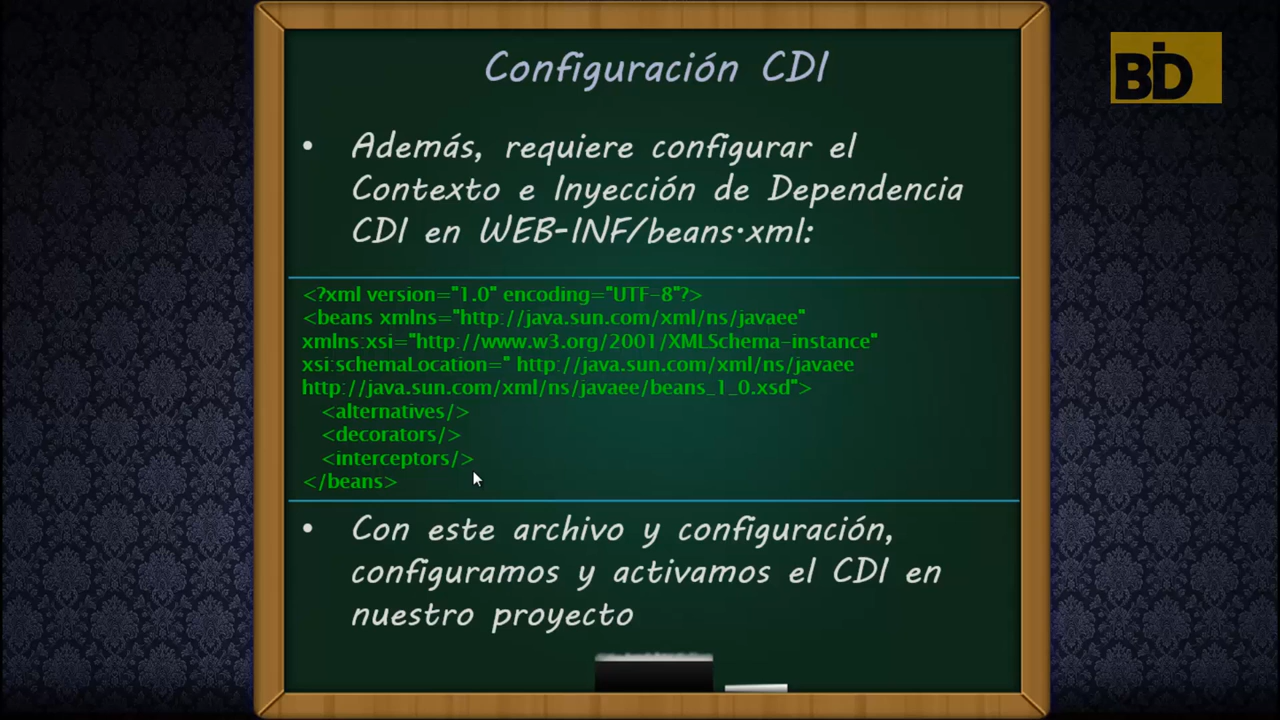 Configuración CDI
BID
• Además, requiere configurar el
Contexto e Inyección de Dependencia
CDI en WEB-INF/beans.xml:
<?xml version="1.0" encoding="UTF-8"?>
<beans xmlns="http://java.sun.com/xml/ns/javaee"
xmlns:xsi="http://www.w3.org/2001/XMLSchema-instance"
xsi:schemaLocation=" http://java.sun.com/xml/ns/javaee
http://java.sun.com/xml/ns/javaee/beans_1_0.xsd">
<alternatives/>
<decorators/>
<interceptors/>
</beans>
• Con este archivo y configuración,
configuramos y activamos el CDI en
nuestro proyecto